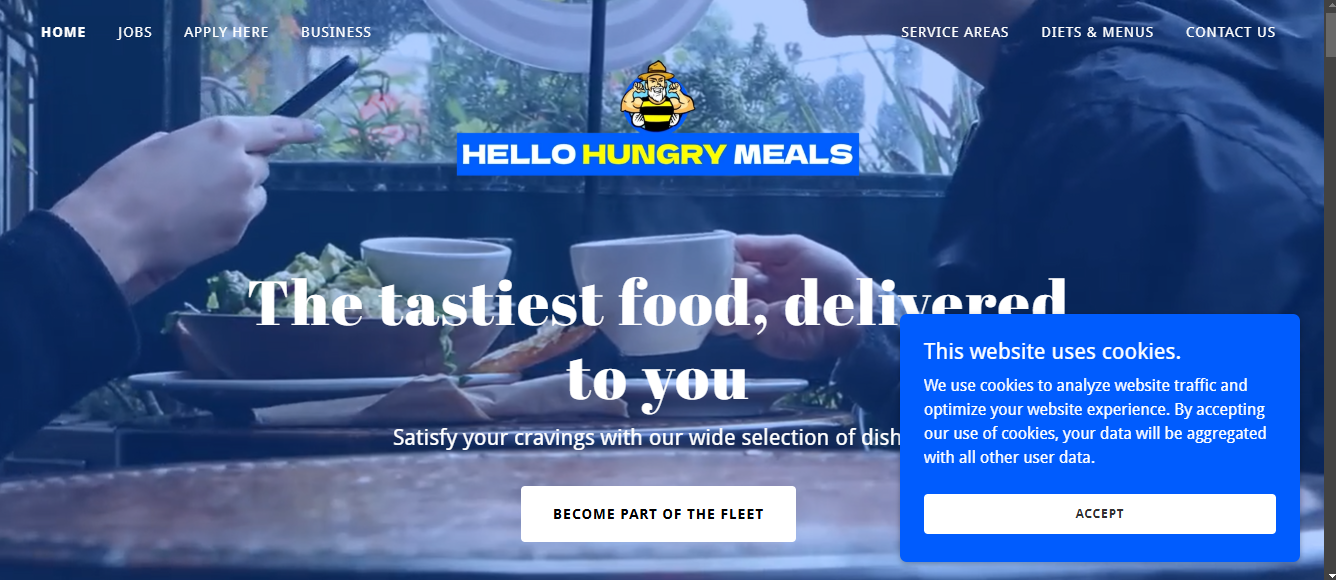 HOME JOBS APPLY HERE BUSINESS SERVICE AREAS DIETS & MENUS CONTACT US
HELLO HUNGRY MEALS
The tastiest food, delivered
to you
Satisfy your cravings with our wide selection of
BECOME PART OF THE FLEET
This website uses cookies.
We use cookies to analyze website traffic and
optimize your website experience. By accepting
our use of cookies, your data will be aggregated
with all other user data.
ACCEPT